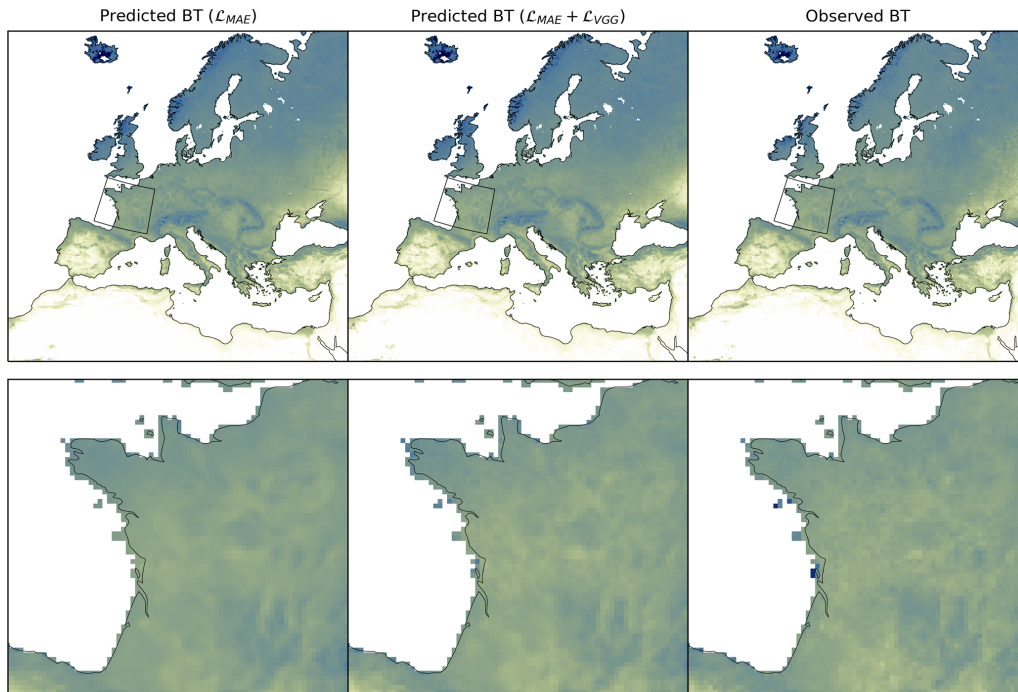 Predicted BT (ℒ_MAE)
Predicted BT (ℒ_MAE + ℒ_VGG)
Observed BT